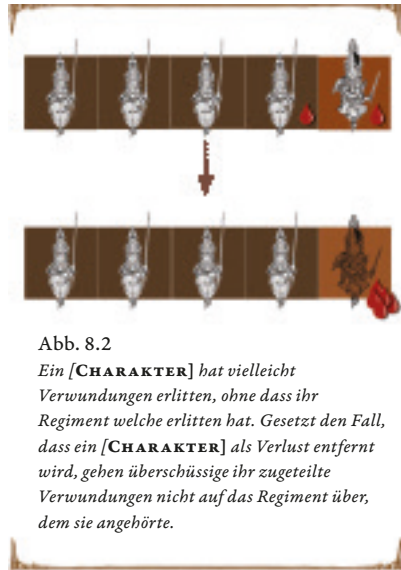 Abb. 8.2
Ein [CHARAKTER] hat vielleicht
Verwundungen erlitten, ohne dass ihr
Regiment welche erlitten hat. Gesetzt den Fall,
dass ein [CHARAKTER] als Verlust entfernt
wird, gehen überschüssige ihr zugeteilte
Verwundungen nicht auf das Regiment über,
dem sie angehörte.